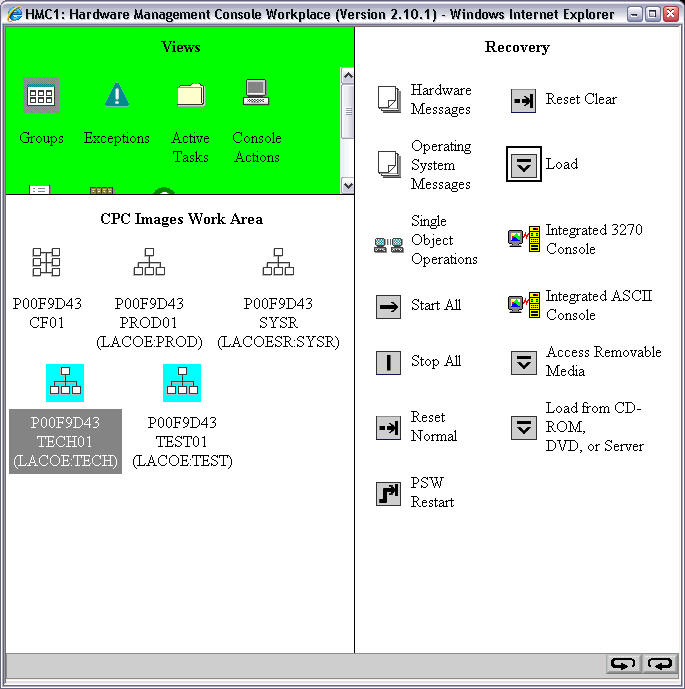 HMC1: Hardware Management Console Workplace (Version 2.10.1) - Windows Internet Explorer
Views
Groups
Exceptions
Active
Tasks
Console
Actions
CPC Images Work Area
P00F9D43
CF01
P00F9D43
PROD01
(LACOE:PROD)
P00F9D43
SYSR
(LACOESR:SYSR)
P00F9D43
TECH01
(LACOE:TECH)
P00F9D43
TEST01
(LACOE:TEST)
Recovery
Hardware
Messages
Reset Clear
Operating
System
Messages
Load
Single
Object
Operations
Integrated 3270
Console
Start All
Integrated ASCII
Console
Stop All
Access Removable
Media
Reset
Normal
Load from CD-
ROM,
DVD, or Server
PSW
Restart